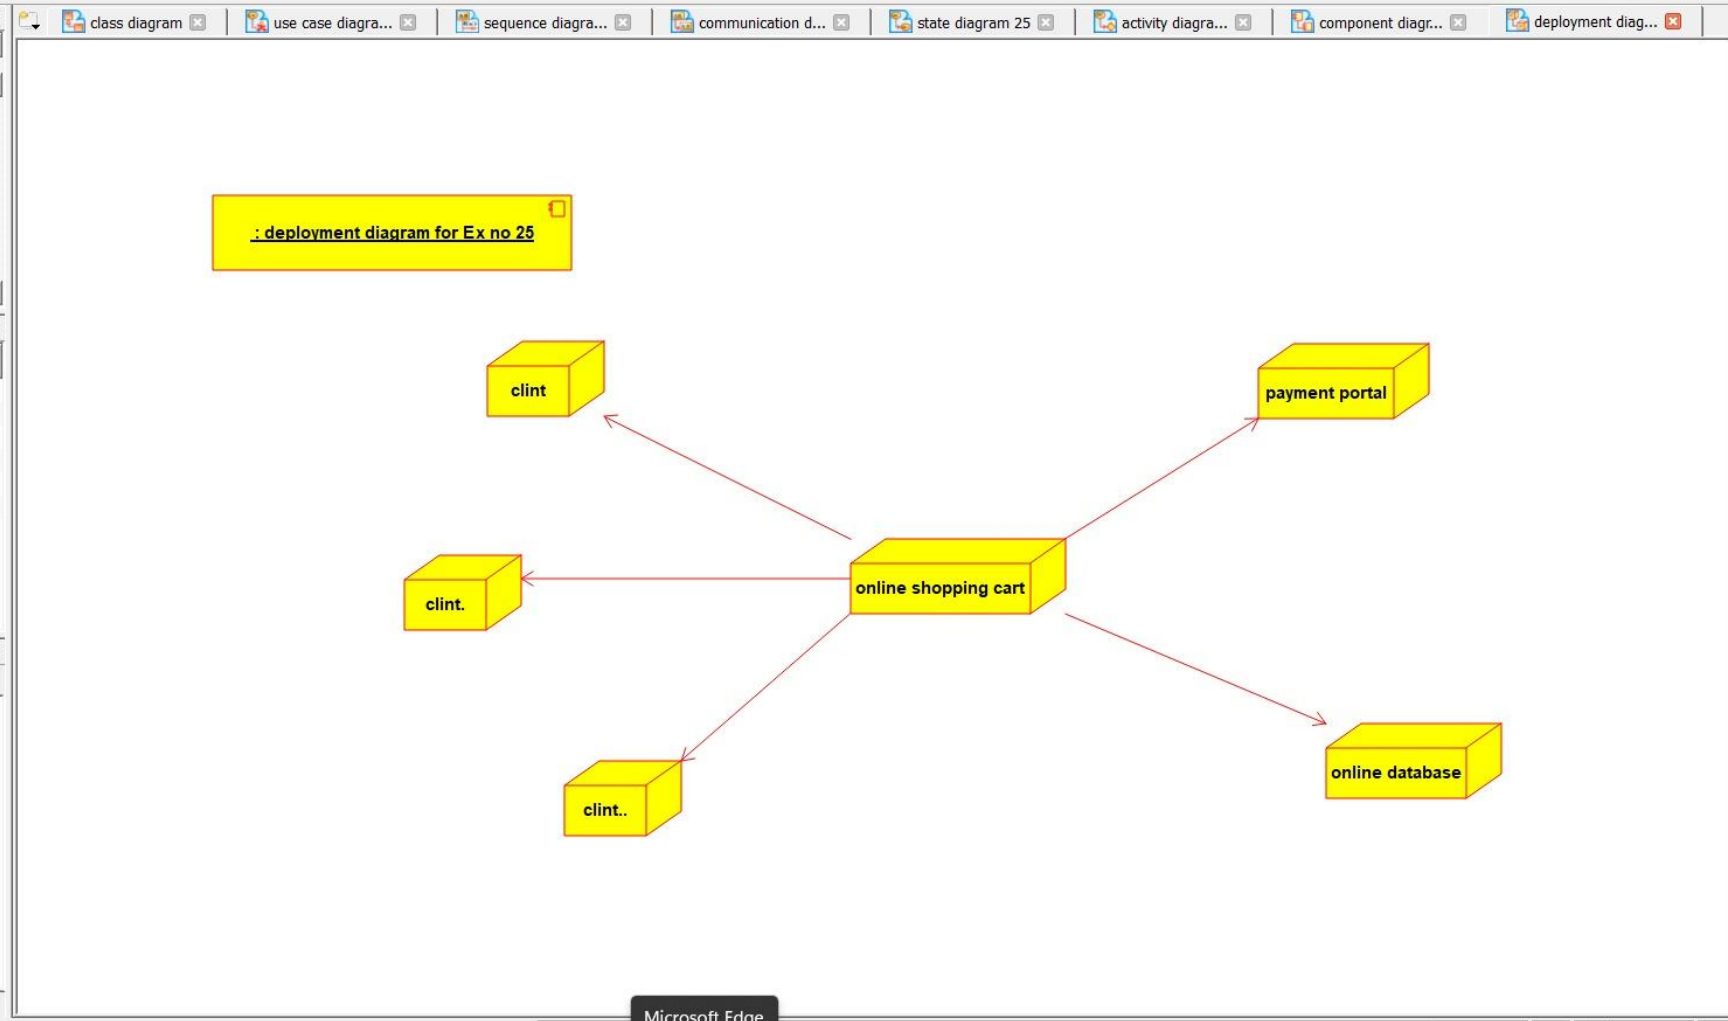 class diagram
use case diagra...
sequence diagra...
communication d...
state diagram 25
activity diagra...
component diagr...
deployment diag...
: deployment diagram for Ex no 25
clint
payment portal
online shopping cart
clint.
online database
clint..
Microsoft Edge